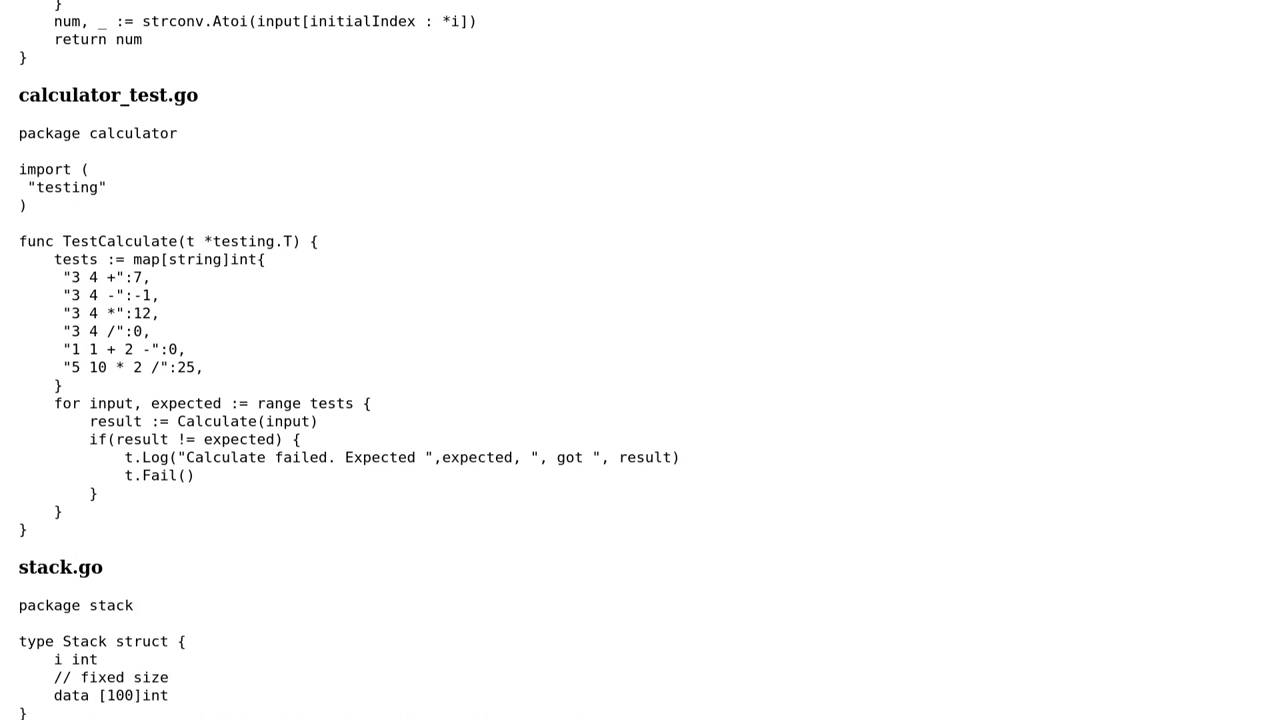 }
    num, _ := strconv.Atoi(input[initialIndex : *i])
    return num
}
calculator_test.go
package calculator
import (
 "testing"
)
func TestCalculate(t *testing.T) {
    tests := map[string]int{
     "3 4 +":7,
     "3 4 -":-1,
     "3 4 *":12,
     "3 4 /":0,
     "1 1 + 2 -":0,
     "5 10 * 2 /":25,
    }
    for input, expected := range tests {
        result := Calculate(input)
        if(result != expected) {
            t.Log("Calculate failed. Expected ",expected, ", got ", result)
            t.Fail()
        }
    }
}
stack.go
package stack
type Stack struct {
    i int
    // fixed size
    data [100]int
}